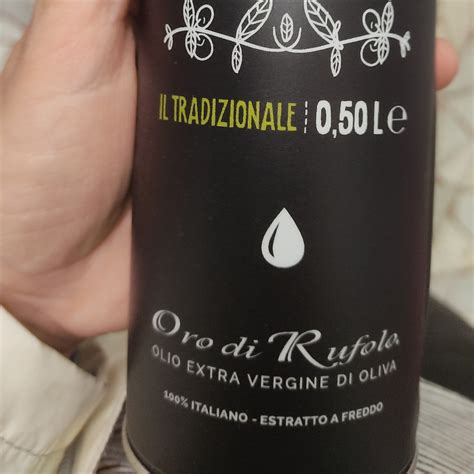 IL TRADIZIONALE 0,50 L e
Oro di Rufolo
OLIO EXTRA VERGINE DI OLIVA
100% ITALIANO - ESTRATTO A FREDDO